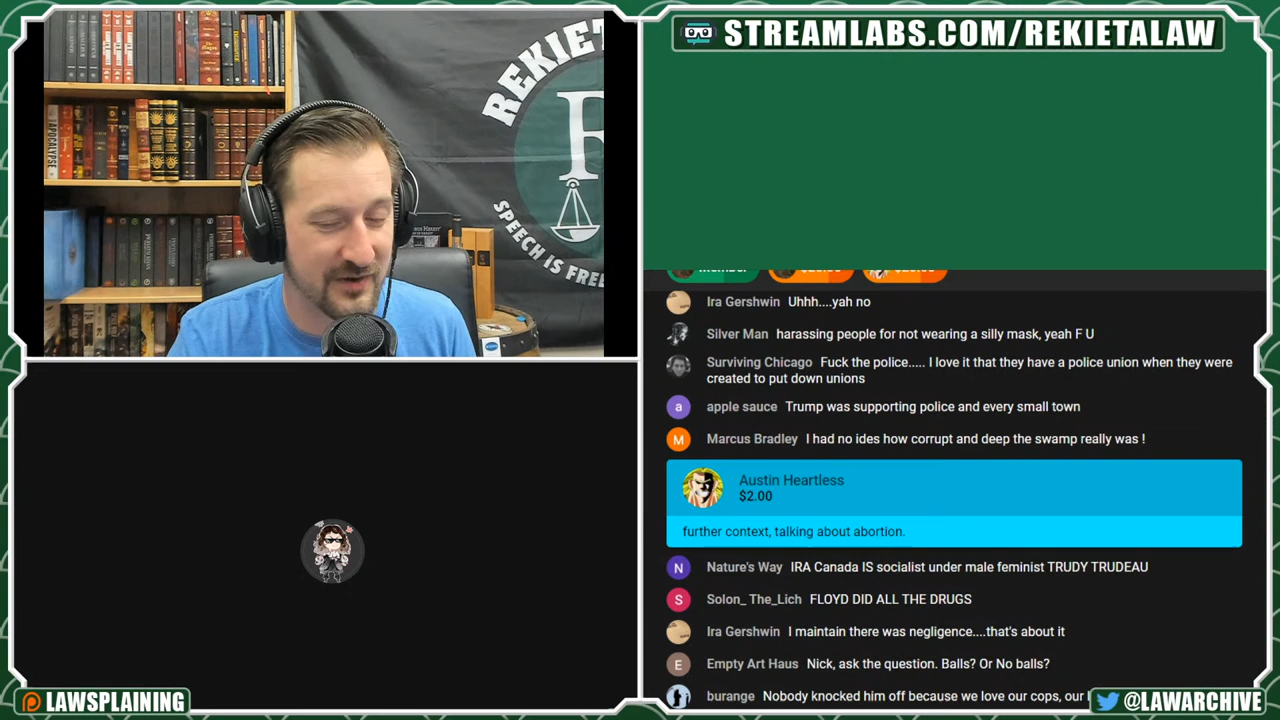 STREAMLABS.COM/REKIETALAW
REKIET
R
SPEECH IS FREE
APOCALYPSE
Member
Ira Gershwin Uhhh....yah no
Silver Man harassing people for not wearing a silly mask, yeah F U
Surviving Chicago Fuck the police..... I love it that they have a police union when they were
created to put down unions
a apple sauce Trump was supporting police and every small town
M Marcus Bradley I had no ides how corrupt and deep the swamp really was !
Austin Heartless
$2.00
further context, talking about abortion.
N Nature's Way IRA Canada IS socialist under male feminist TRUDY TRUDEAU
S Solon_ The_Lich FLOYD DID ALL THE DRUGS
Ira Gershwin I maintain there was negligence....that's about it
E Empty Art Haus Nick, ask the question. Balls? Or No balls?
burange Nobody knocked him off because we love our cops, our
LAWSPLAINING
@LAWARCHIVE